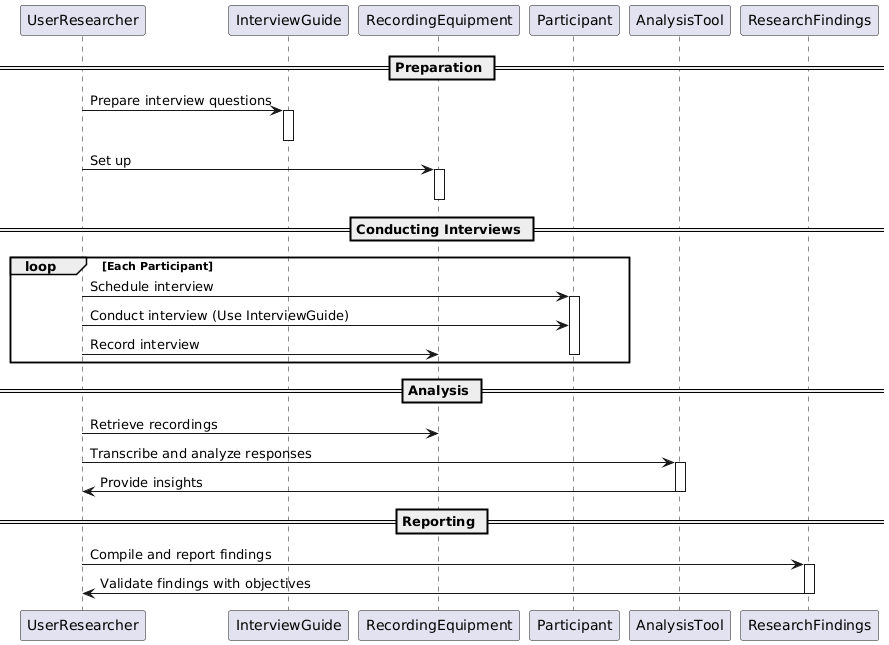 UserResearcher InterviewGuide RecordingEquipment Participant AnalysisTool ResearchFindings
Preparation
Prepare interview questions
Set up
Conducting Interviews
loop [Each Participant]
Schedule interview
Conduct interview (Use InterviewGuide)
Record interview
Analysis
Retrieve recordings
Transcribe and analyze responses
Provide insights
Reporting
Compile and report findings
Validate findings with objectives
UserResearcher InterviewGuide RecordingEquipment Participant AnalysisTool ResearchFindings